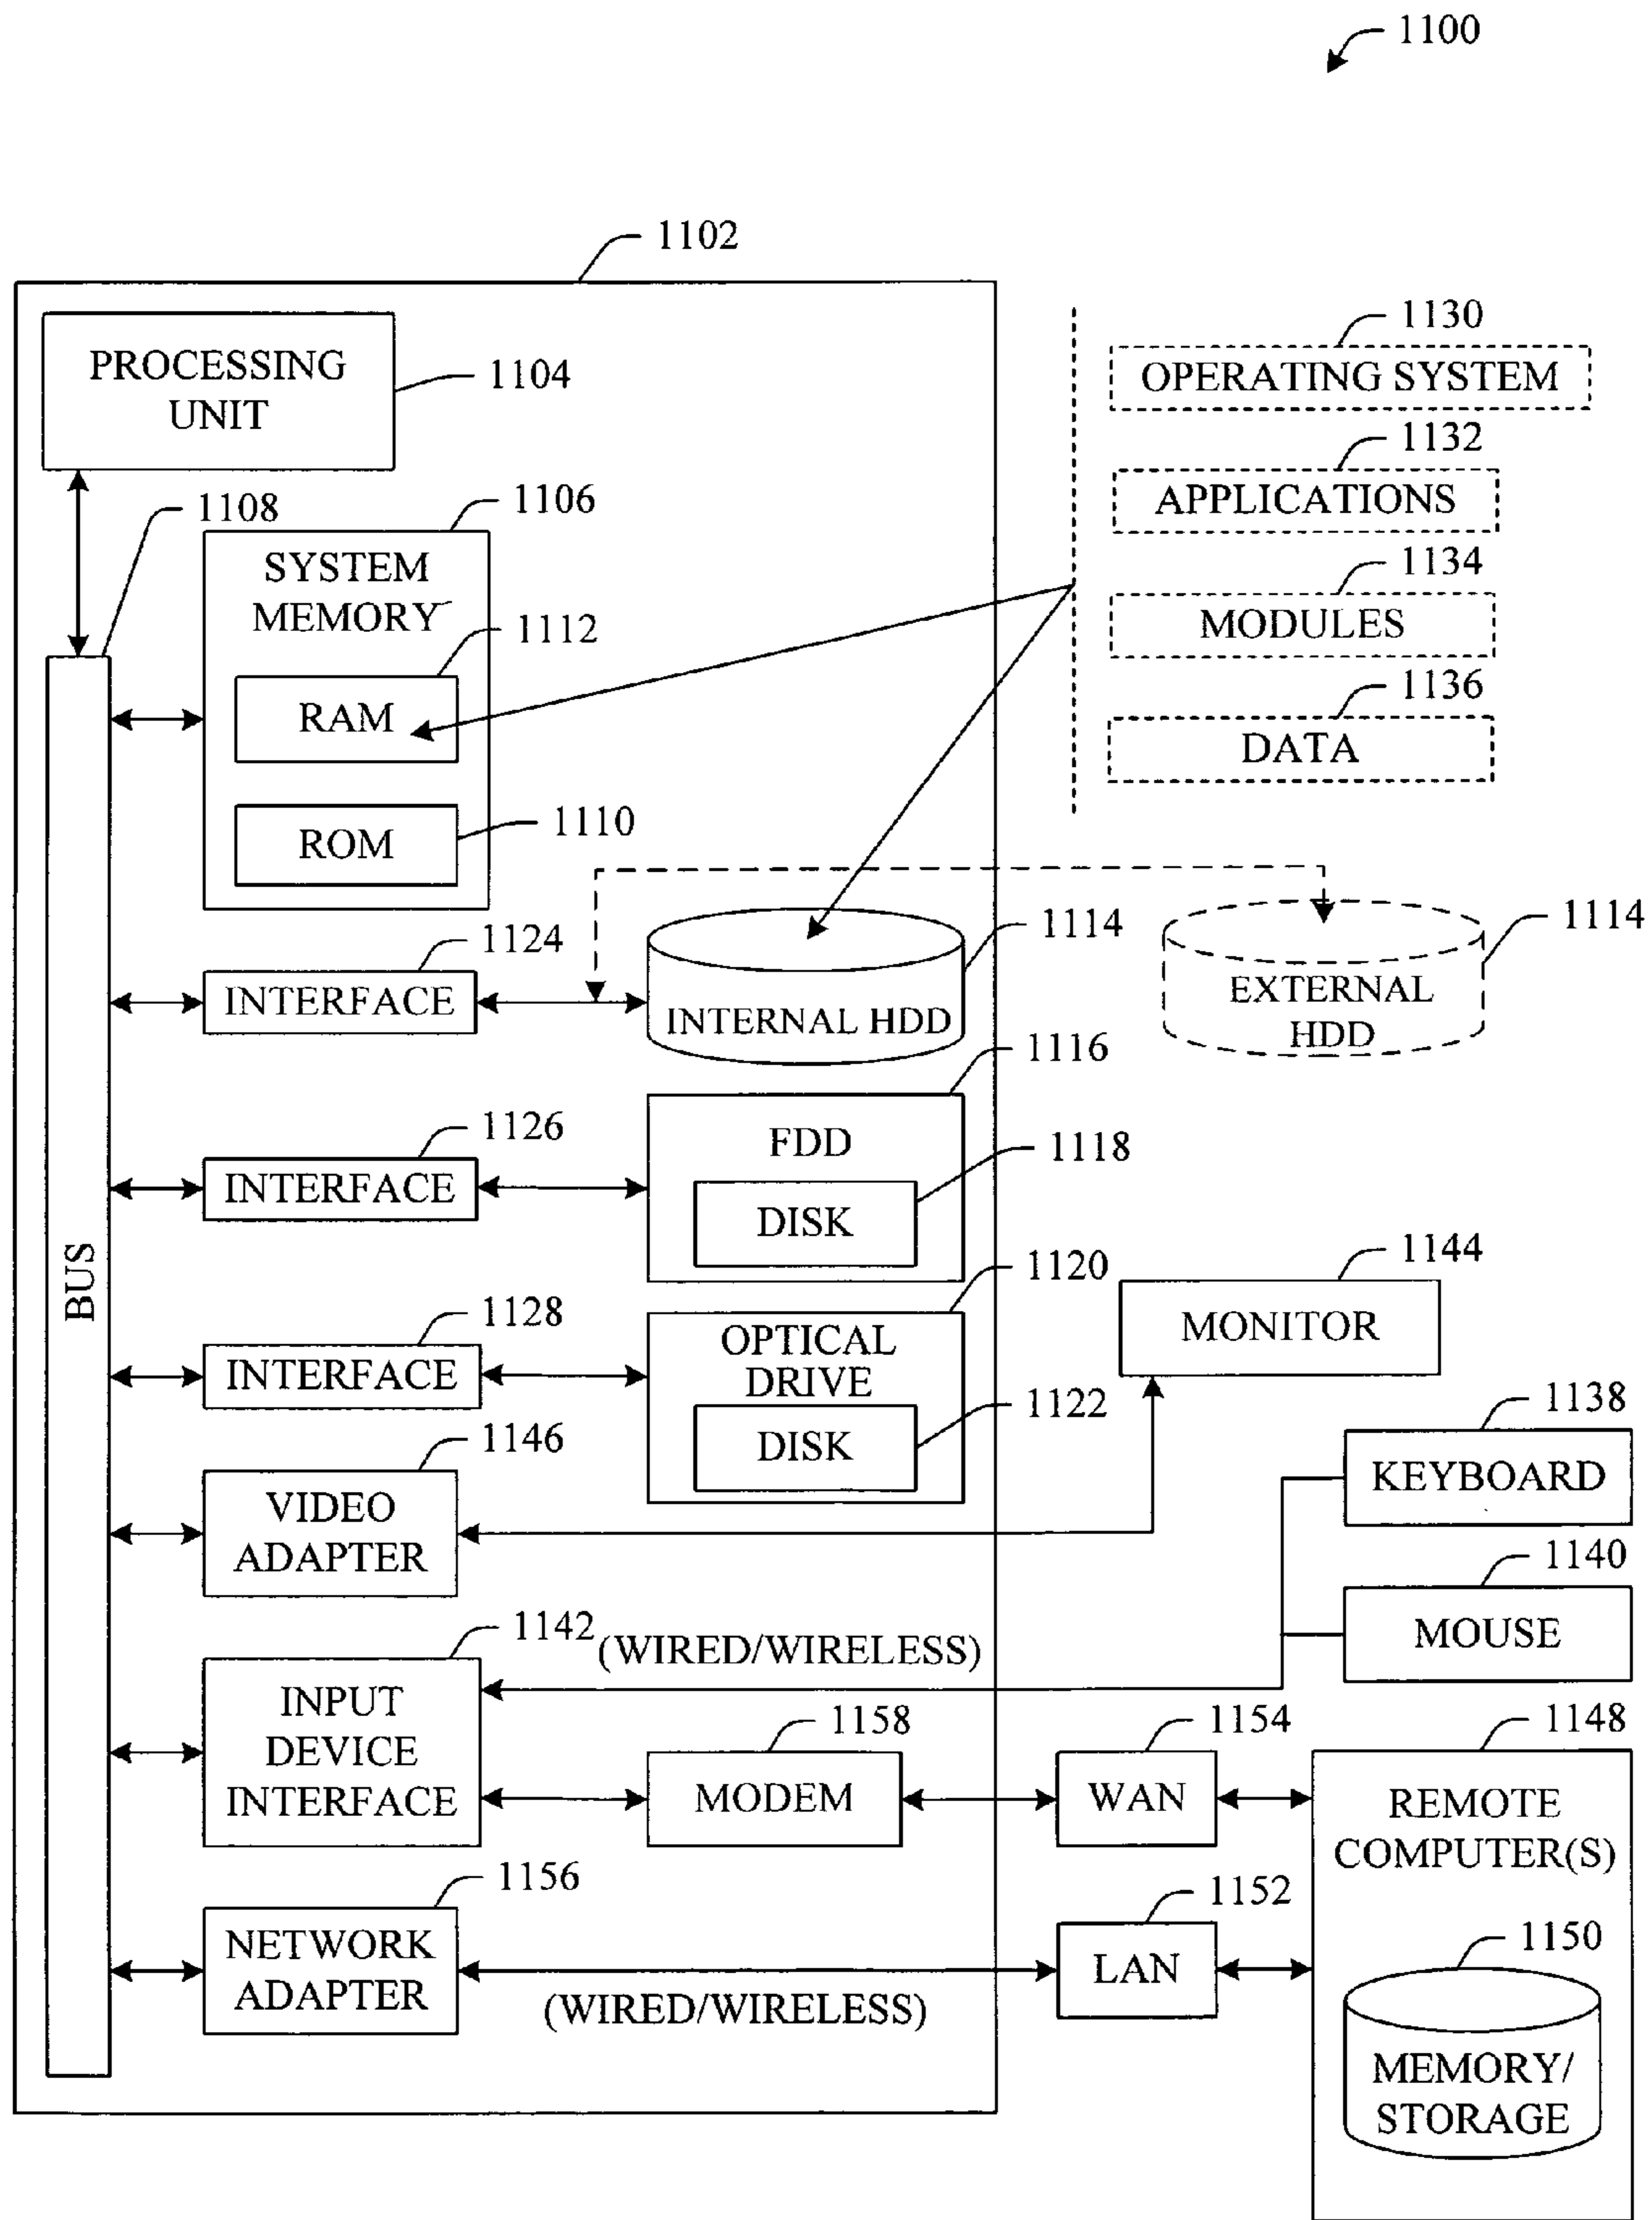 1100
1102
PROCESSING
UNIT
1104
1130
OPERATING SYSTEM
1132
APPLICATIONS
1134
MODULES
1136
DATA
1108
1106
SYSTEM
MEMORY
1112
RAM
1110
ROM
1124
INTERFACE
1114
INTERNAL HDD
1114
EXTERNAL
HDD
1116
FDD
1126
INTERFACE
1118
DISK
BUS
1120
OPTICAL
DRIVE
1128
INTERFACE
1122
DISK
1144
MONITOR
1146
VIDEO
ADAPTER
1138
KEYBOARD
1140
MOUSE
1142
(WIRED/WIRELESS)
INPUT
DEVICE
INTERFACE
1158
MODEM
1154
WAN
1148
REMOTE
COMPUTER(S)
1156
NETWORK
ADAPTER
(WIRED/WIRELESS)
1152
LAN
1150
MEMORY/
STORAGE